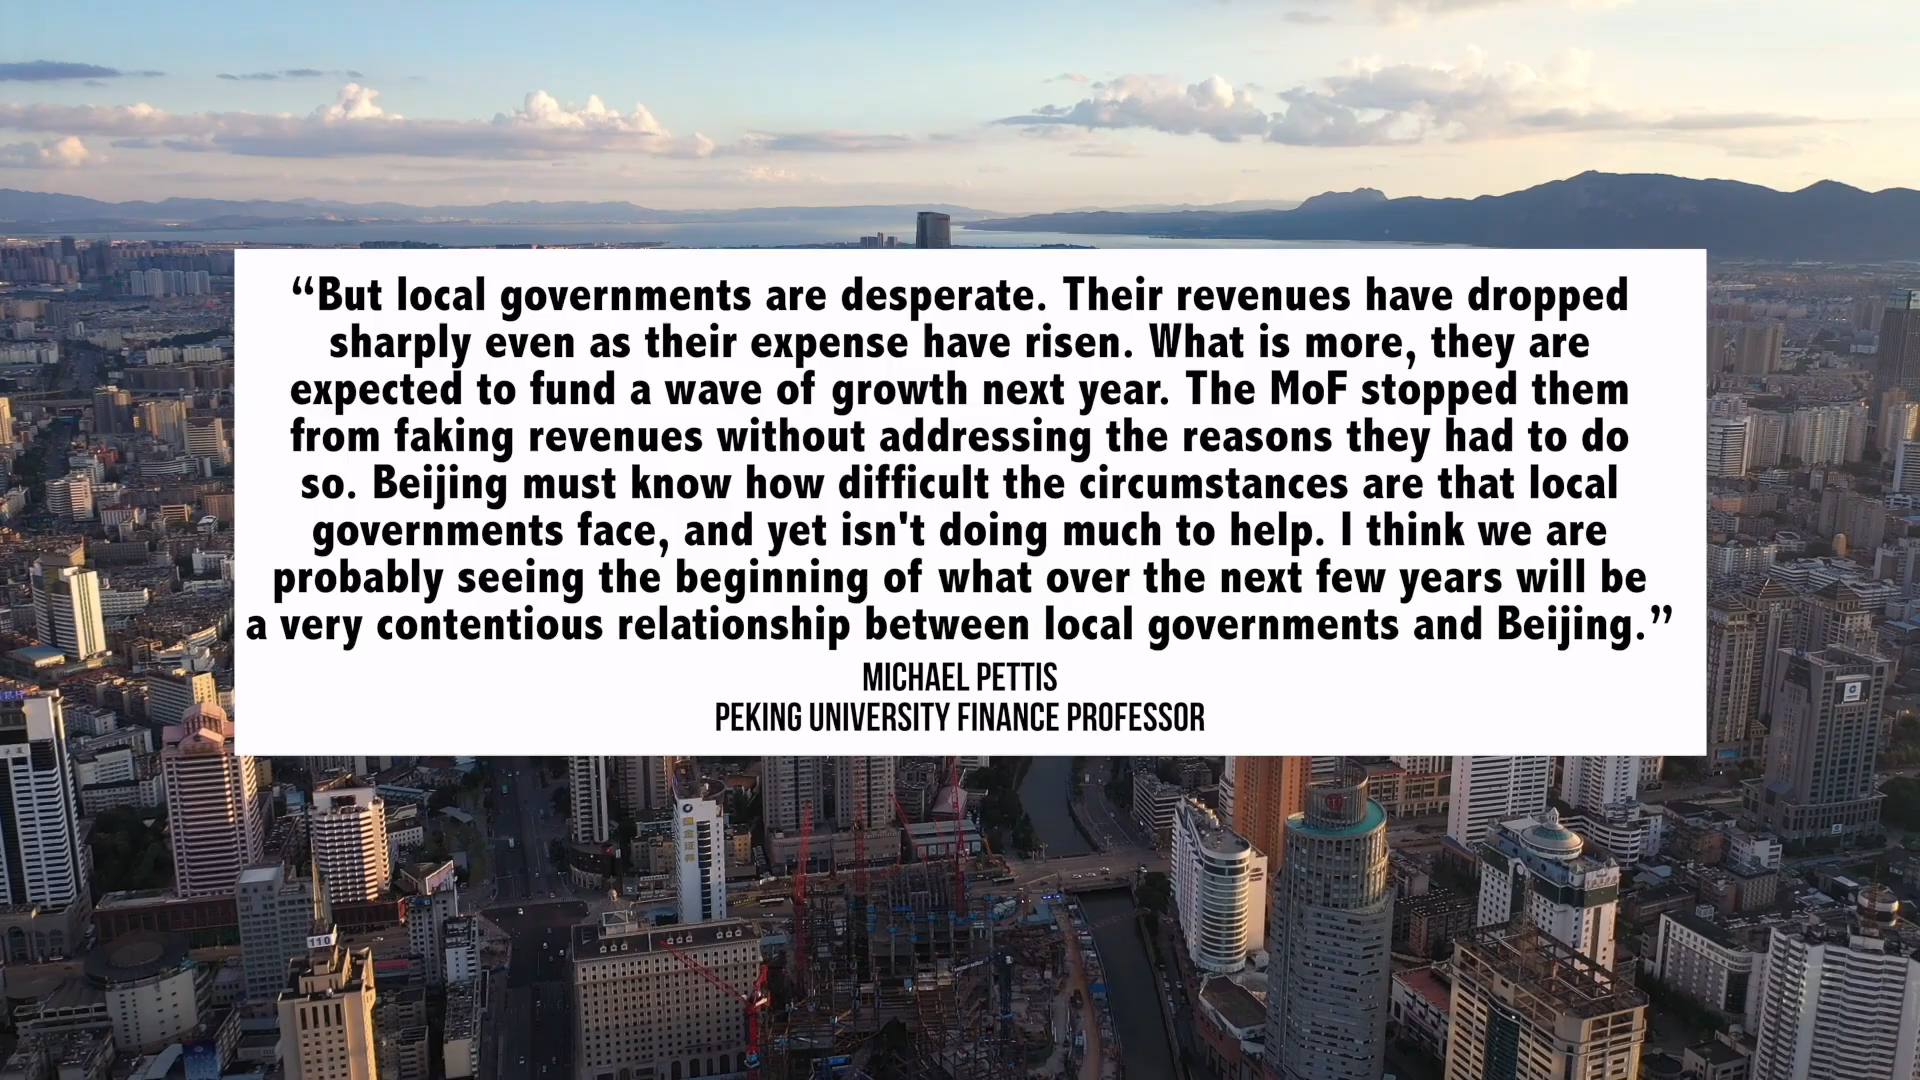 “But local governments are desperate. Their revenues have dropped
sharply even as their expense have risen. What is more, they are
expected to fund a wave of growth next year. The MoF stopped them
from faking revenues without addressing the reasons they had to do
so. Beijing must know how difficult the circumstances are that local
governments face, and yet isn't doing much to help. I think we are
probably seeing the beginning of what over the next few years will be
a very contentious relationship between local governments and Beijing.”
MICHAEL PETTIS
PEKING UNIVERSITY FINANCE PROFESSOR
110